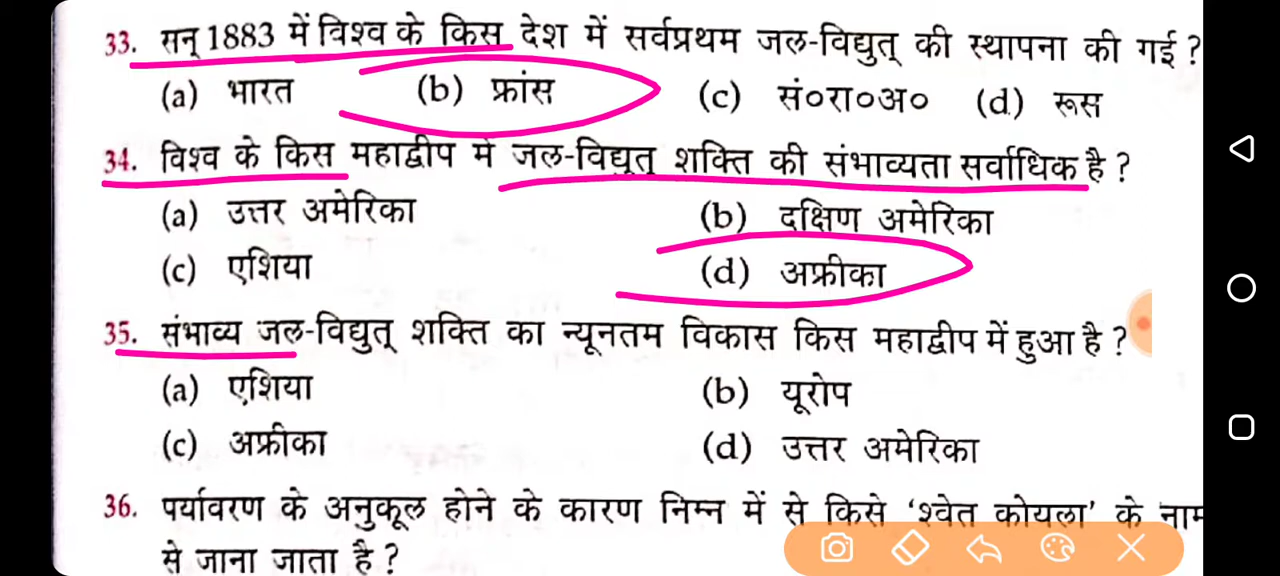 33. सन् 1883 में विश्व के किस देश में सर्वप्रथम जल-विद्युत् की स्थापना की गई ?
(a) भारत (b) फ्रांस (c) सं०रा०अ० (d) रूस
34. विश्व के किस महाद्वीप में जल-विद्युत् शक्ति की संभाव्यता सर्वाधिक है ?
(a) उत्तर अमेरिका (b) दक्षिण अमेरिका
(c) एशिया (d) अफ्रीका
35. संभाव्य जल-विद्युत् शक्ति का न्यूनतम विकास किस महाद्वीप में हुआ है ?
(a) एशिया (b) यूरोप
(c) अफ्रीका (d) उत्तर अमेरिका
36. पर्यावरण के अनुकूल होने के कारण निम्न में से किसे ‘श्वेत कोयला’ के नाम
से जाना जाता है ?